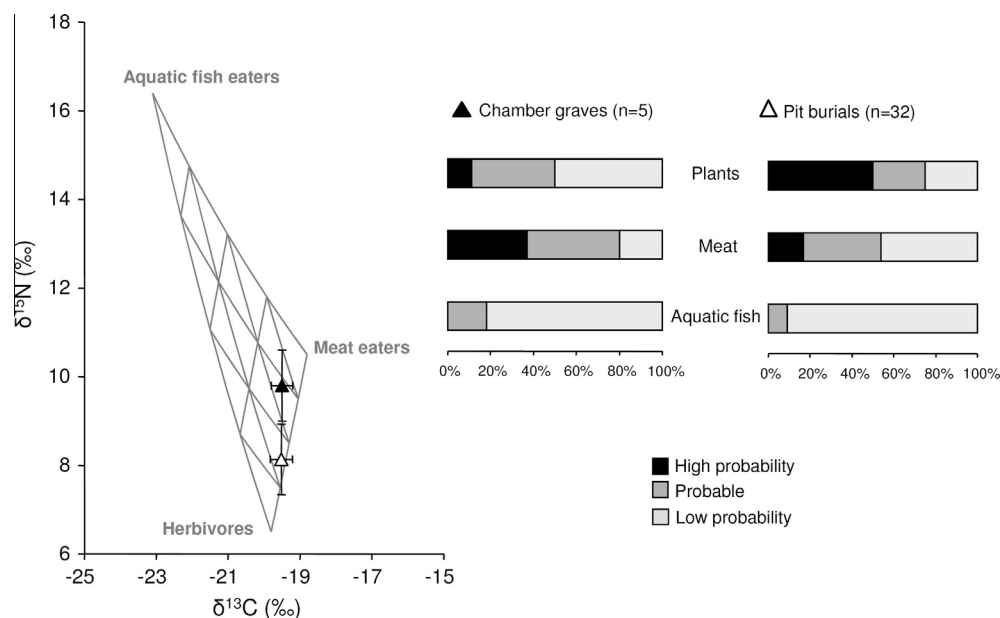 18
16
14
12
10
8
6
δ¹⁵N (‰)
-25 -23 -21 -19 -17 -15
δ¹³C (‰)
Aquatic fish eaters
Meat eaters
Herbivores
Chamber graves (n=5)
Pit burials (n=32)
Plants
Meat
Aquatic fish
0% 20% 40% 60% 80% 100%
0% 20% 40% 60% 80% 100%
High probability
Probable
Low probability